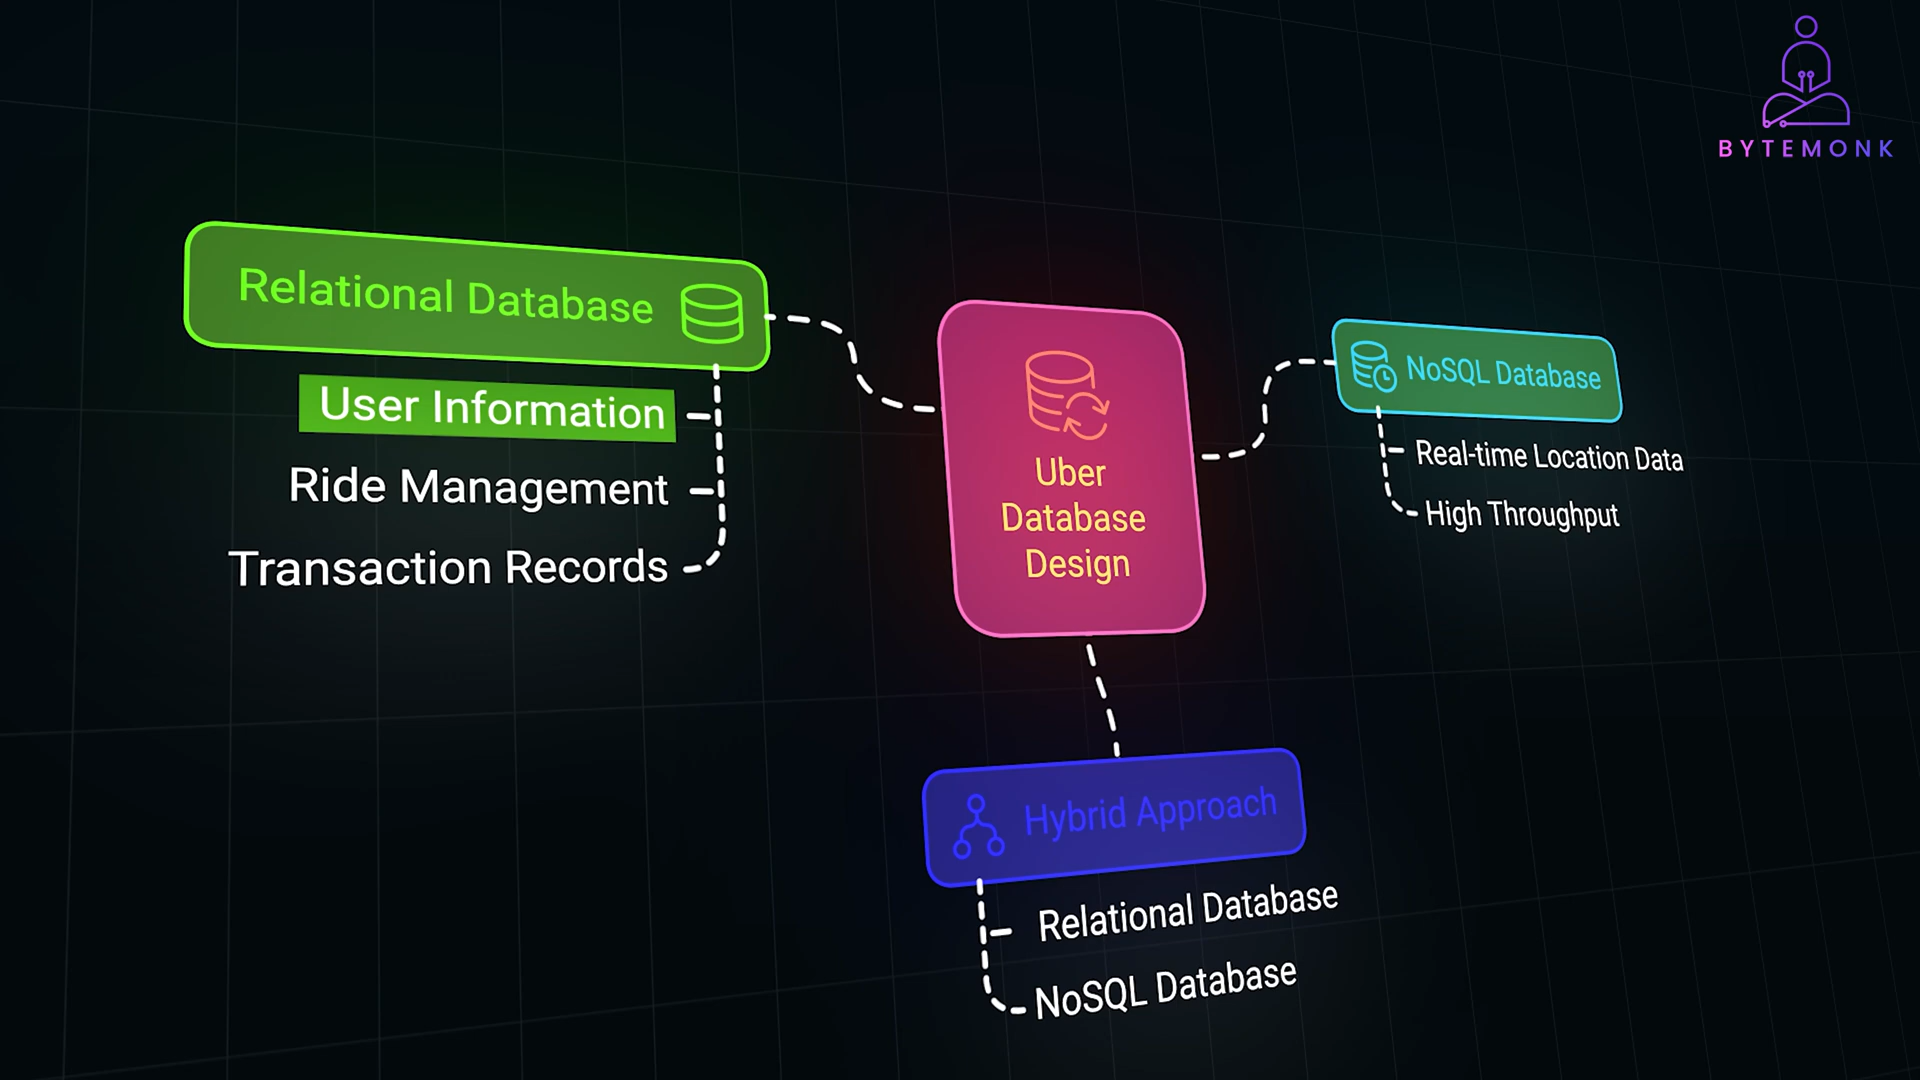 BYTEMONK
Relational Database
User Information
Ride Management
Transaction Records
Uber
Database
Design
NoSQL Database
Real-time Location Data
High Throughput
Hybrid Approach
Relational Database
NoSQL Database